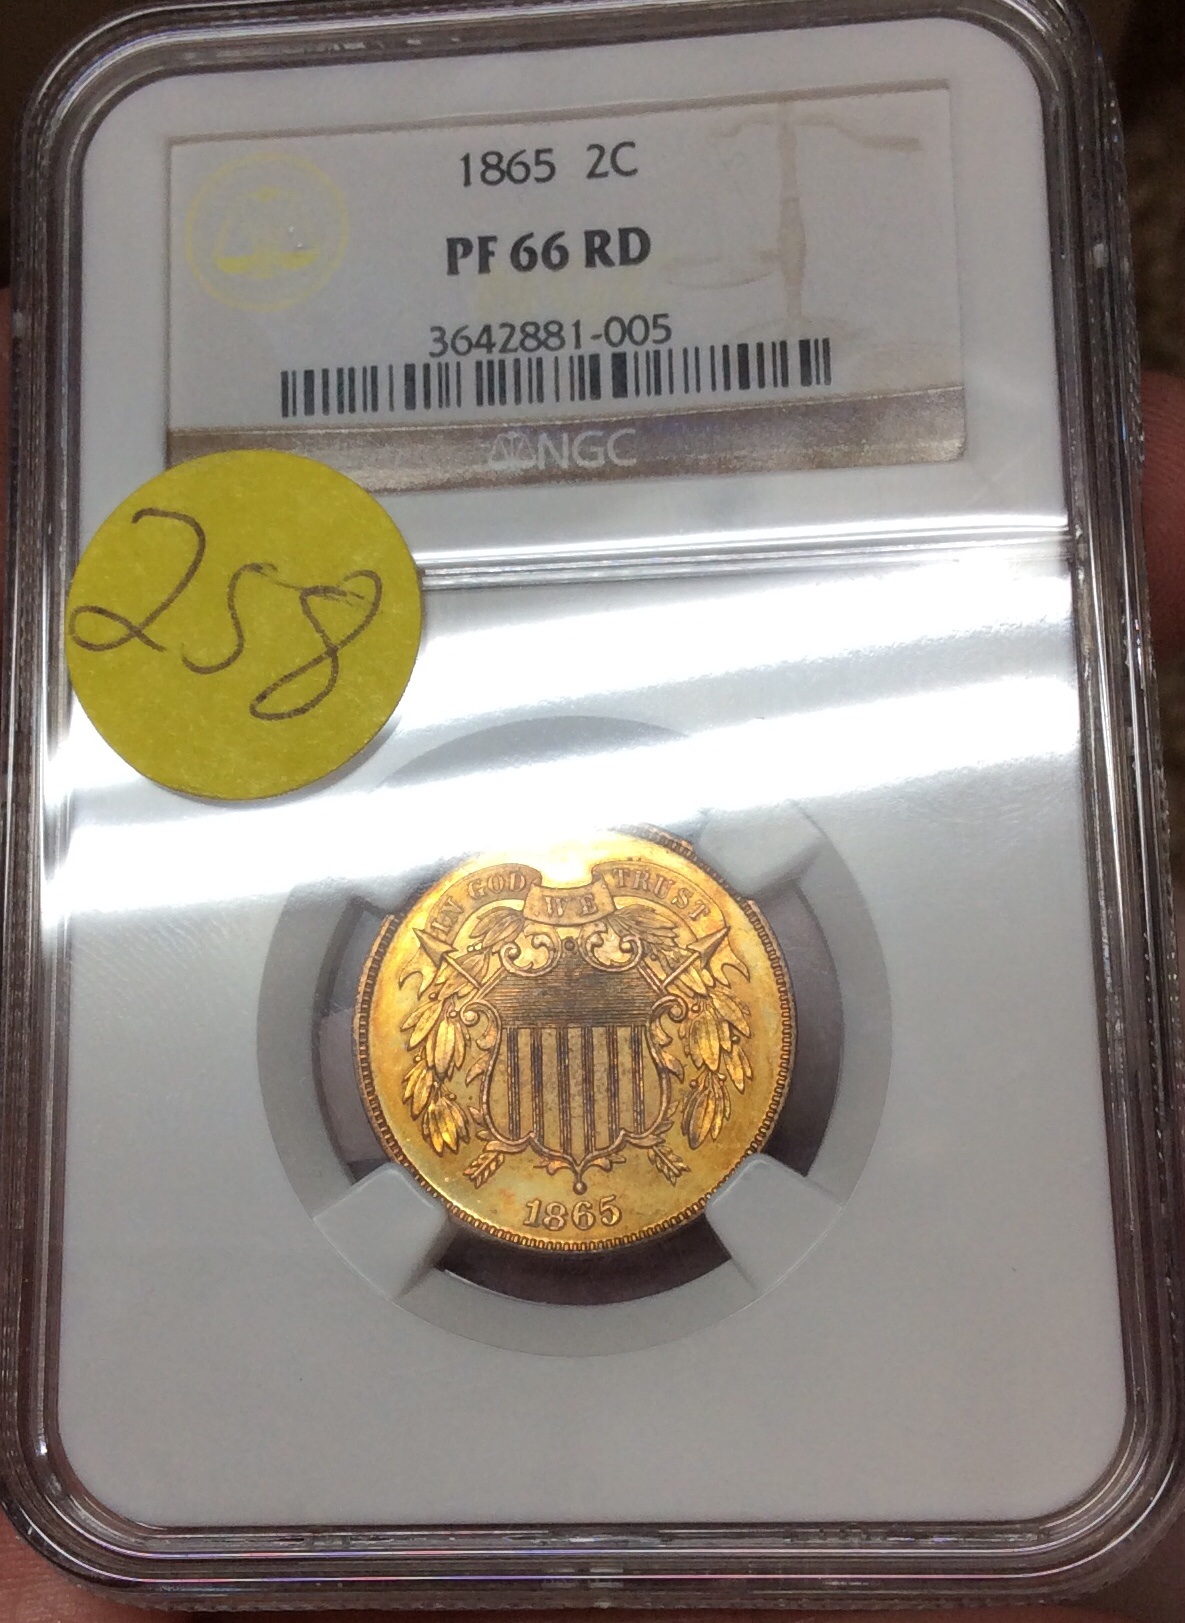 1865 2C
PF 66 RD
3642881-005
NGC
258
IN GOD WE TRUST
1865